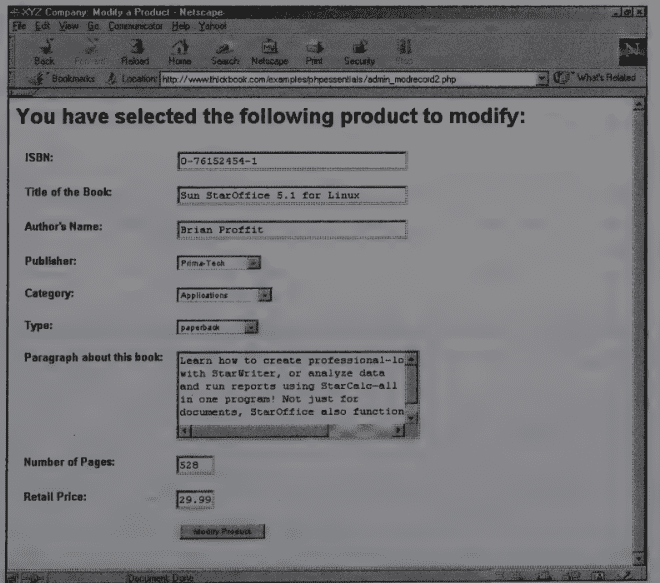 XYZ Company: Modify a Product - Netscape
File Edit View Go Communicator Help Yahoo!
Back Forward Reload Home Search Netscape Print Security Stop
Bookmarks Location: http://www.thickbook.com/examples/phpessentials/admin_modrecord2.php What's Related
You have selected the following product to modify:
ISBN: 0-76152454-1
Title of the Book: Sun StarOffice 5.1 for Linux
Author's Name: Brian Proffit
Publisher: Prima-Tech
Category: Applications
Type: paperback
Paragraph about this book: Learn how to create professional-lo
with StarWriter, or analyze data
and run reports using StarCalc-all
in one program! Not just for
documents, StarOffice also function
Number of Pages: 528
Retail Price: 29.99
Modify Product
Document: Done